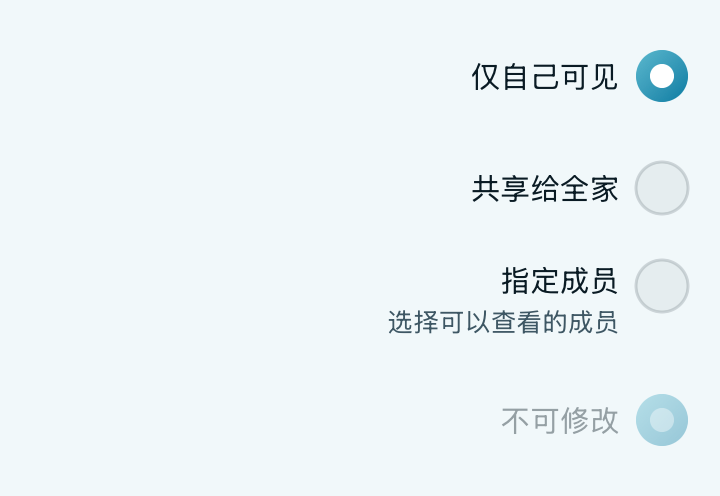 仅自己可见
共享给全家
指定成员
选择可以查看的成员
不可修改